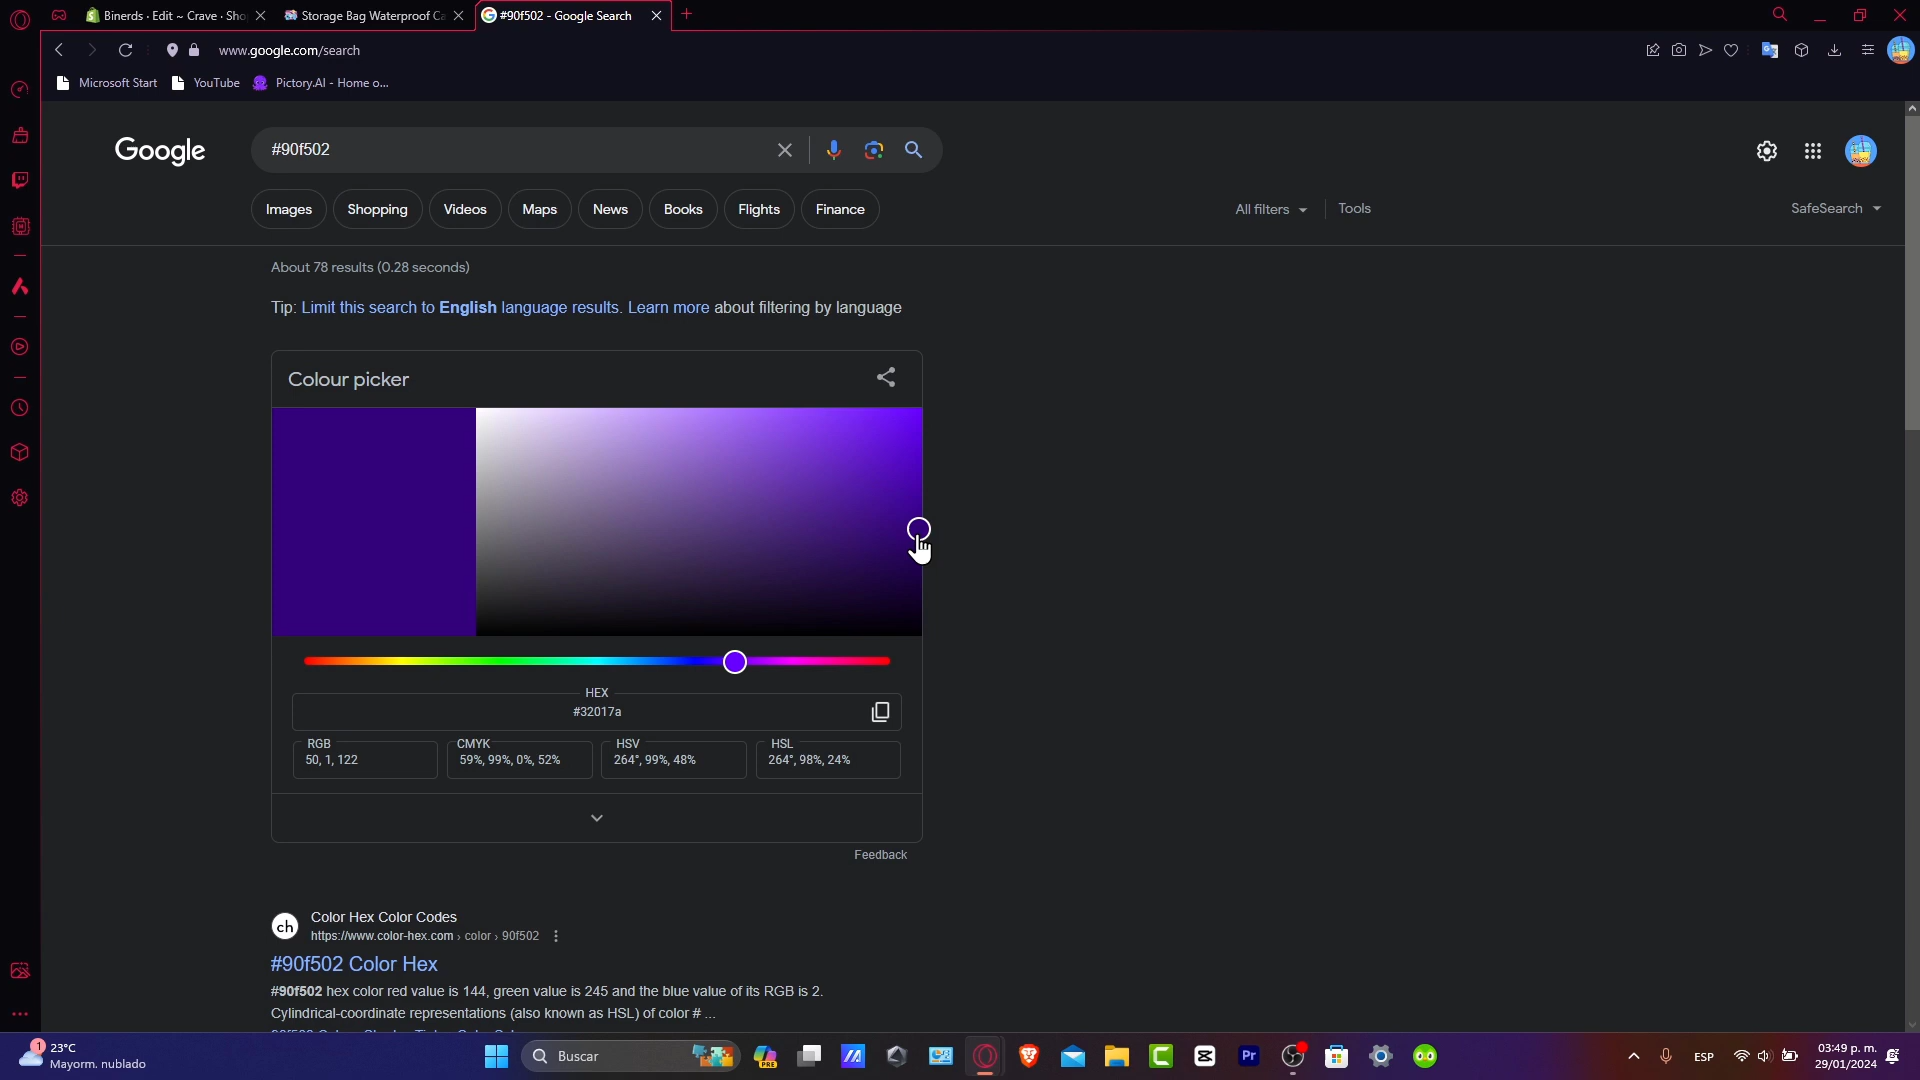 Binerds · Edit ~ Crave · Sho
Storage Bag Waterproof Ca
#90f502 - Google Search
www.google.com/search
Microsoft Start
YouTube
Pictory.AI - Home o...
Google
#90f502
Images
Shopping
Videos
Maps
News
Books
Flights
Finance
All filters
Tools
SafeSearch
About 78 results (0.28 seconds)
Tip: Limit this search to English language results. Learn more about filtering by language
Colour picker
HEX
#32017a
RGB
50, 1, 122
CMYK
59%, 99%, 0%, 52%
HSV
264°, 99%, 48%
HSL
264°, 98%, 24%
Feedback
ch
Color Hex Color Codes
https://www.color-hex.com › color › 90f502
#90f502 Color Hex
#90f502 hex color red value is 144, green value is 245 and the blue value of its RGB is 2.
Cylindrical-coordinate representations (also known as HSL) of color # ...
1
23°C
Mayorm. nublado
Buscar
PRE
Pr
ESP
03:49 p. m.
29/01/2024